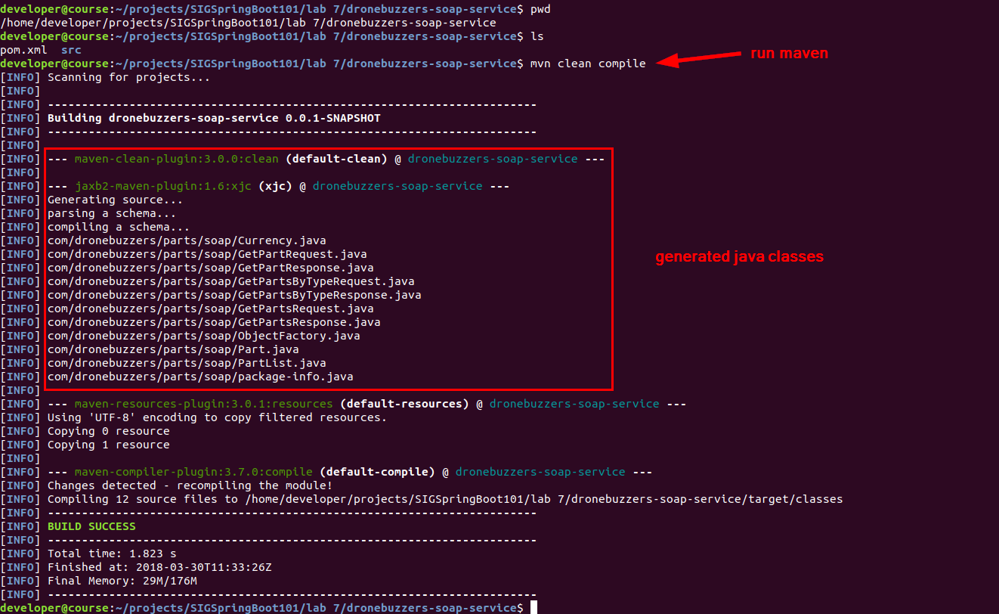 developer@course:~/projects/SIGSpringBoot101/lab 7/dronebuzzers-soap-service$ pwd
/home/developer/projects/SIGSpringBoot101/lab 7/dronebuzzers-soap-service
developer@course:~/projects/SIGSpringBoot101/lab 7/dronebuzzers-soap-service$ ls
pom.xml  src
developer@course:~/projects/SIGSpringBoot101/lab 7/dronebuzzers-soap-service$ mvn clean compile
run maven
[INFO] Scanning for projects...
[INFO]
[INFO] ------------------------------------------------------------------------
[INFO] Building dronebuzzers-soap-service 0.0.1-SNAPSHOT
[INFO] ------------------------------------------------------------------------
[INFO]
[INFO] --- maven-clean-plugin:3.0.0:clean (default-clean) @ dronebuzzers-soap-service ---
[INFO]
[INFO] --- jaxb2-maven-plugin:1.6:xjc (xjc) @ dronebuzzers-soap-service ---
[INFO] Generating source...
[INFO] parsing a schema...
[INFO] compiling a schema...
[INFO] com/dronebuzzers/parts/soap/Currency.java
[INFO] com/dronebuzzers/parts/soap/GetPartRequest.java
generated java classes
[INFO] com/dronebuzzers/parts/soap/GetPartResponse.java
[INFO] com/dronebuzzers/parts/soap/GetPartsByTypeRequest.java
[INFO] com/dronebuzzers/parts/soap/GetPartsByTypeResponse.java
[INFO] com/dronebuzzers/parts/soap/GetPartsRequest.java
[INFO] com/dronebuzzers/parts/soap/GetPartsResponse.java
[INFO] com/dronebuzzers/parts/soap/ObjectFactory.java
[INFO] com/dronebuzzers/parts/soap/Part.java
[INFO] com/dronebuzzers/parts/soap/PartList.java
[INFO] com/dronebuzzers/parts/soap/package-info.java
[INFO]
[INFO] --- maven-resources-plugin:3.0.1:resources (default-resources) @ dronebuzzers-soap-service ---
[INFO] Using 'UTF-8' encoding to copy filtered resources.
[INFO] Copying 0 resource
[INFO] Copying 1 resource
[INFO]
[INFO] --- maven-compiler-plugin:3.7.0:compile (default-compile) @ dronebuzzers-soap-service ---
[INFO] Changes detected - recompiling the module!
[INFO] Compiling 12 source files to /home/developer/projects/SIGSpringBoot101/lab 7/dronebuzzers-soap-service/target/classes
[INFO] ------------------------------------------------------------------------
[INFO] BUILD SUCCESS
[INFO] ------------------------------------------------------------------------
[INFO] Total time: 1.823 s
[INFO] Finished at: 2018-03-30T11:33:26Z
[INFO] Final Memory: 29M/176M
[INFO] ------------------------------------------------------------------------
developer@course:~/projects/SIGSpringBoot101/lab 7/dronebuzzers-soap-service$